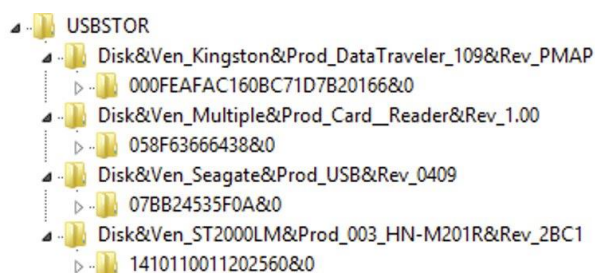 USBSTOR
Disk&Ven_Kingston&Prod_DataTraveler_109&Rev_PMAP
000FEAFAC160BC71D7B20166&0
Disk&Ven_Multiple&Prod_Card__Reader&Rev_1.00
058F63666438&0
Disk&Ven_Seagate&Prod_USB&Rev_0409
07BB24535F0A&0
Disk&Ven_ST2000LM&Prod_003_HN-M201R&Rev_2BC1
1410110011202560&0